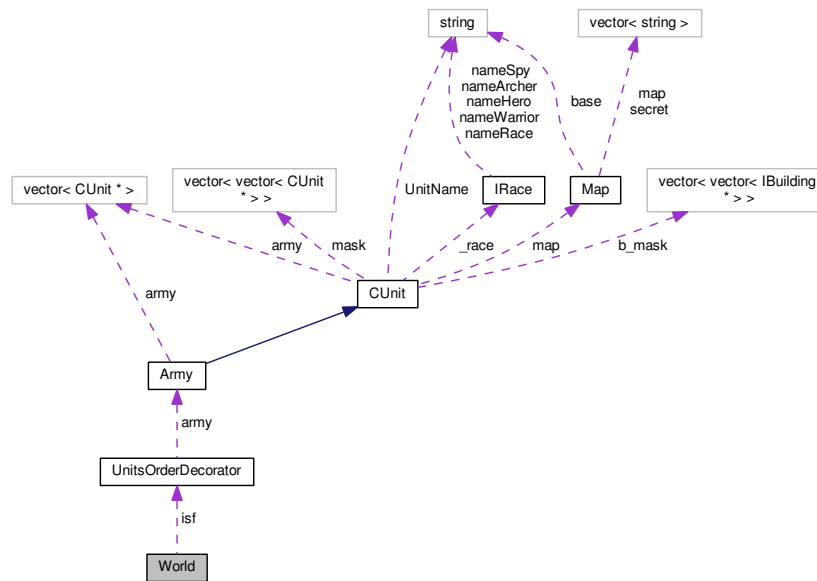 string
vector< string >
nameSpy
nameArcher
nameHero
nameWarrior
nameRace
base
map
secret
vector< CUnit * >
vector< vector< CUnit
* > >
UnitName
IRace
Map
vector< vector< IBuilding
* > >
army
mask
_race
map
b_mask
CUnit
army
Army
army
UnitsOrderDecorator
isf
World